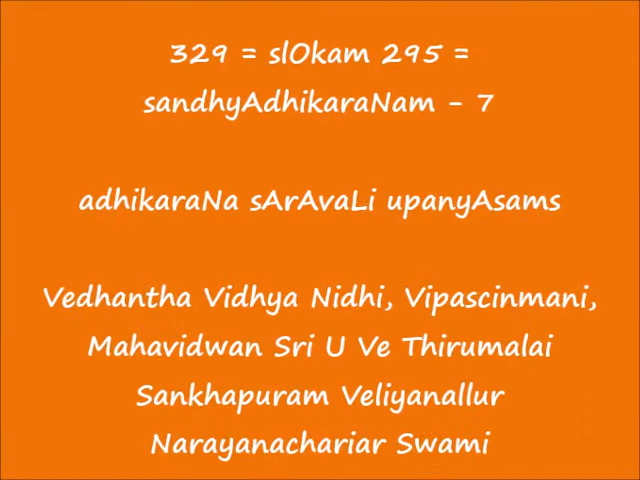 329 = slOkam 295 =
sandhyAdhikaraNam - 7
adhikaraNa sArAvaLi upanyAsams
Vedhantha Vidhya Nidhi, Vipascinmani,
Mahavidwan Sri U Ve Thirumalai
Sankhapuram Veliyanallur
Narayanachariar Swami